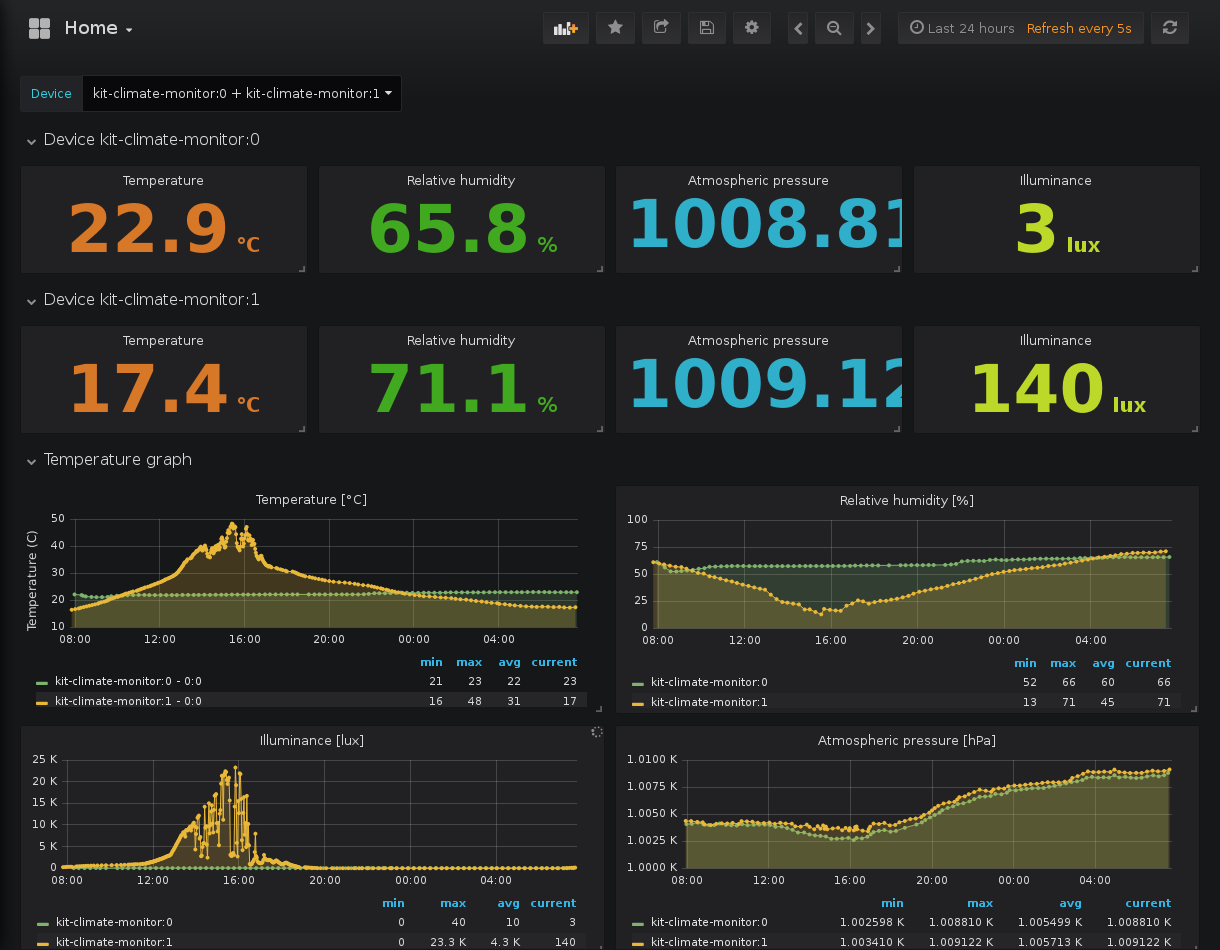 Home
Last 24 hours Refresh every 5s
Device kit-climate-monitor:0 + kit-climate-monitor:1
Device kit-climate-monitor:0
Temperature Relative humidity Atmospheric pressure Illuminance
22.9 °C 65.8 % 1008.81 3 lux
Device kit-climate-monitor:1
Temperature Relative humidity Atmospheric pressure Illuminance
17.4 °C 71.1 % 1009.12 140 lux
Temperature graph
Temperature [°C]
Temperature (C)
50
40
30
20
10
08:00 12:00 16:00 20:00 00:00 04:00
min max avg current
kit-climate-monitor:0 - 0:0 21 23 22 23
kit-climate-monitor:1 - 0:0 16 48 31 17
Relative humidity [%]
100
75
50
25
0
08:00 12:00 16:00 20:00 00:00 04:00
min max avg current
kit-climate-monitor:0 52 66 60 66
kit-climate-monitor:1 13 71 45 71
Illuminance [lux]
25 K
20 K
15 K
10 K
5 K
0
08:00 12:00 16:00 20:00 00:00 04:00
min max avg current
kit-climate-monitor:0 0 40 10 3
kit-climate-monitor:1 0 23.3 K 4.3 K 140
Atmospheric pressure [hPa]
1.0100 K
1.0075 K
1.0050 K
1.0025 K
1.0000 K
08:00 12:00 16:00 20:00 00:00 04:00
min max avg current
kit-climate-monitor:0 1.002598 K 1.008810 K 1.005499 K 1.008810 K
kit-climate-monitor:1 1.003410 K 1.009122 K 1.005713 K 1.009122 K